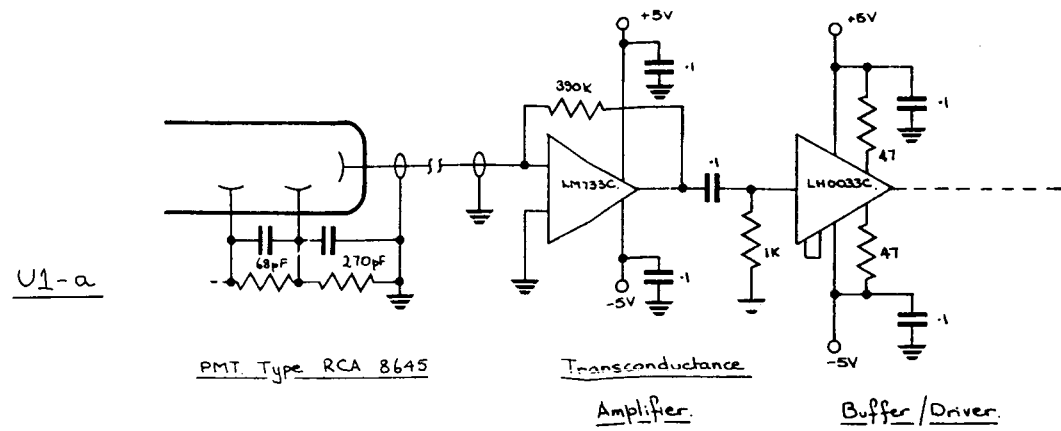 +5V
+5V
.1
.1
390K
47
LM733C.
.1
LH0033C.
68pF
270pF
1K
47
.1
.1
U1-a
-5V
-5V
PMT. Type RCA 8645
Transconductance
Amplifier.
Buffer/Driver.